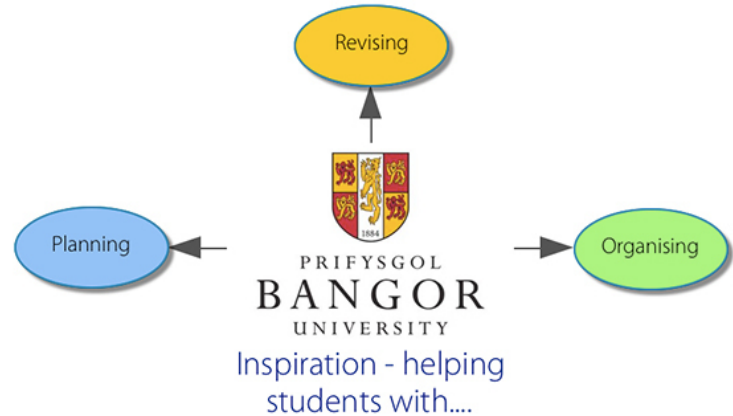 Revising
Planning
Organising
1884
PRIFYSGOL
BANGOR
UNIVERSITY
Inspiration - helping
students with....